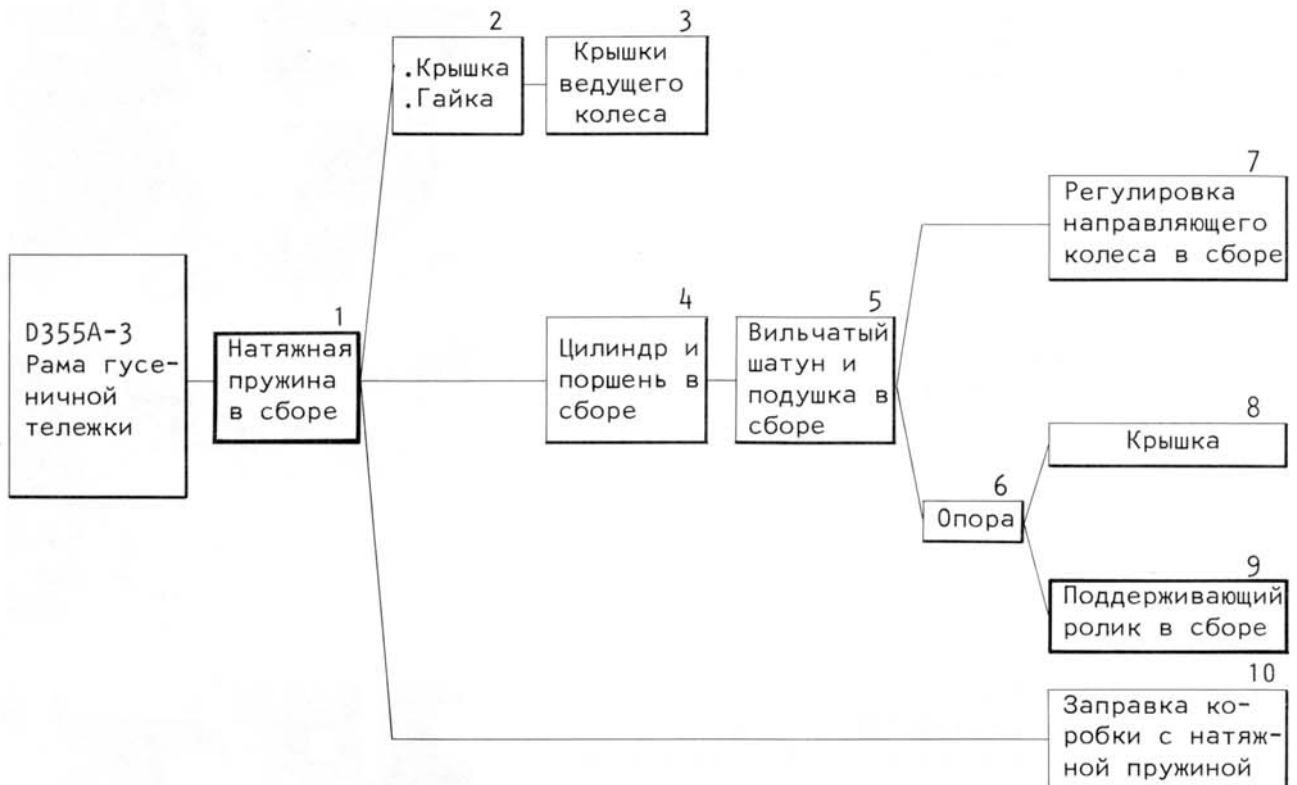 2
.Крышка
.Гайка
3
Крышки
ведущего
колеса
7
Регулировка
направляющего
колеса в сборе
D355A-3
Рама гусе-
ничной
тележки
1
Натяжная
пружина
в сборе
4
Цилиндр и
поршень в
сборе
5
Вильчатый
шатун и
подушка в
сборе
8
Крышка
6
Опора
9
Поддерживающий
ролик в сборе
10
Заправка ко-
робки с натяж-
ной пружиной